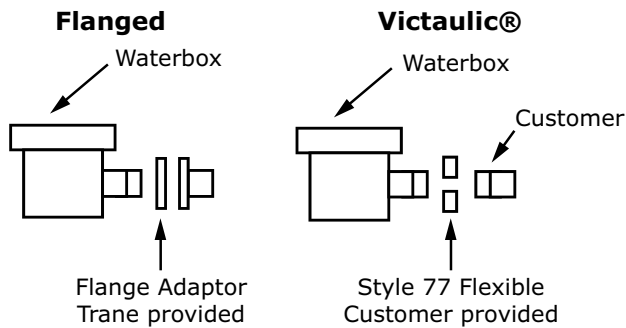 Flanged
Waterbox
Flange Adaptor
Trane provided
Victaulic®
Waterbox
Customer
Style 77 Flexible
Customer provided